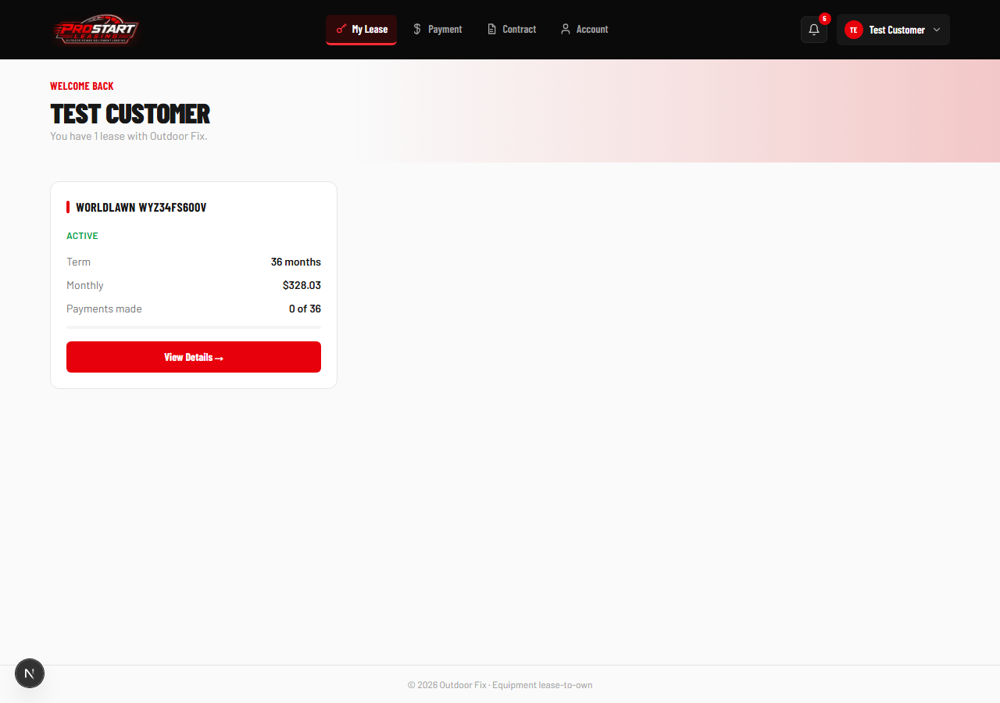 PROSTART
LEASING
My Lease
Payment
Contract
Account
5
TE
Test Customer
WELCOME BACK
TEST CUSTOMER
You have 1 lease with Outdoor Fix.
WORLDLAWN WYZ34FS600V
ACTIVE
Term 36 months
Monthly $328.03
Payments made 0 of 36
View Details →
N
© 2026 Outdoor Fix · Equipment lease-to-own